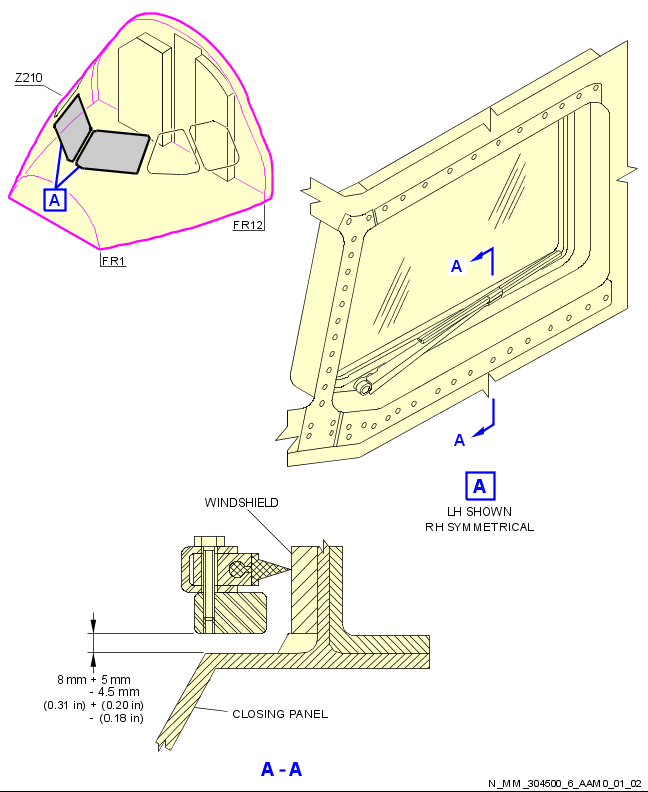 Z210
A
FR12
FR1
A
A
A
LH SHOWN
RH SYMMETRICAL
WINDSHIELD
8 mm + 5 mm
- 4.5 mm
(0.31 in) + (0.20 in)
- (0.18 in)
CLOSING PANEL
A - A
N_MM_304500_6_AAM0_01_02